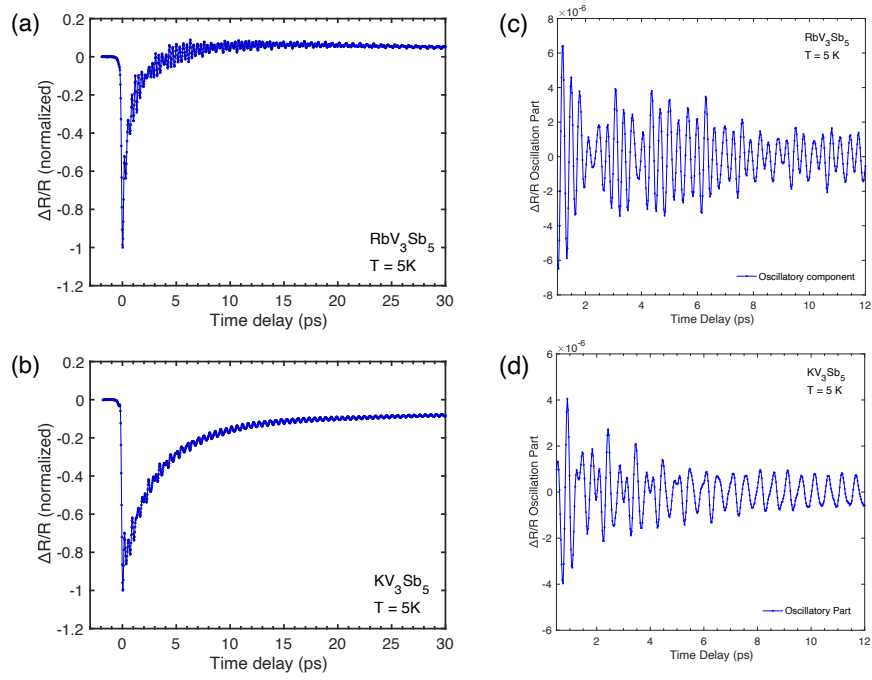 (a)
0.2
0
-0.2
-0.4
-0.6
-0.8
-1
-1.2
ΔR/R (normalized)
RbV₃Sb₅
T = 5K
0 5 10 15 20 25 30
Time delay (ps)
(c)
×10⁻⁶
8
6
4
2
0
-2
-4
-6
-8
ΔR/R Oscillation Part
RbV₃Sb₅
T = 5 K
Oscillatory component
2 4 6 8 10 12
Time Delay (ps)
(b)
0.2
0
-0.2
-0.4
-0.6
-0.8
-1
-1.2
ΔR/R (normalized)
KV₃Sb₅
T = 5K
0 5 10 15 20 25 30
Time delay (ps)
(d)
×10⁻⁶
6
4
2
0
-2
-4
-6
ΔR/R Oscillation Part
KV₃Sb₅
T = 5 K
Oscillatory Part
2 4 6 8 10 12
Time Delay (ps)